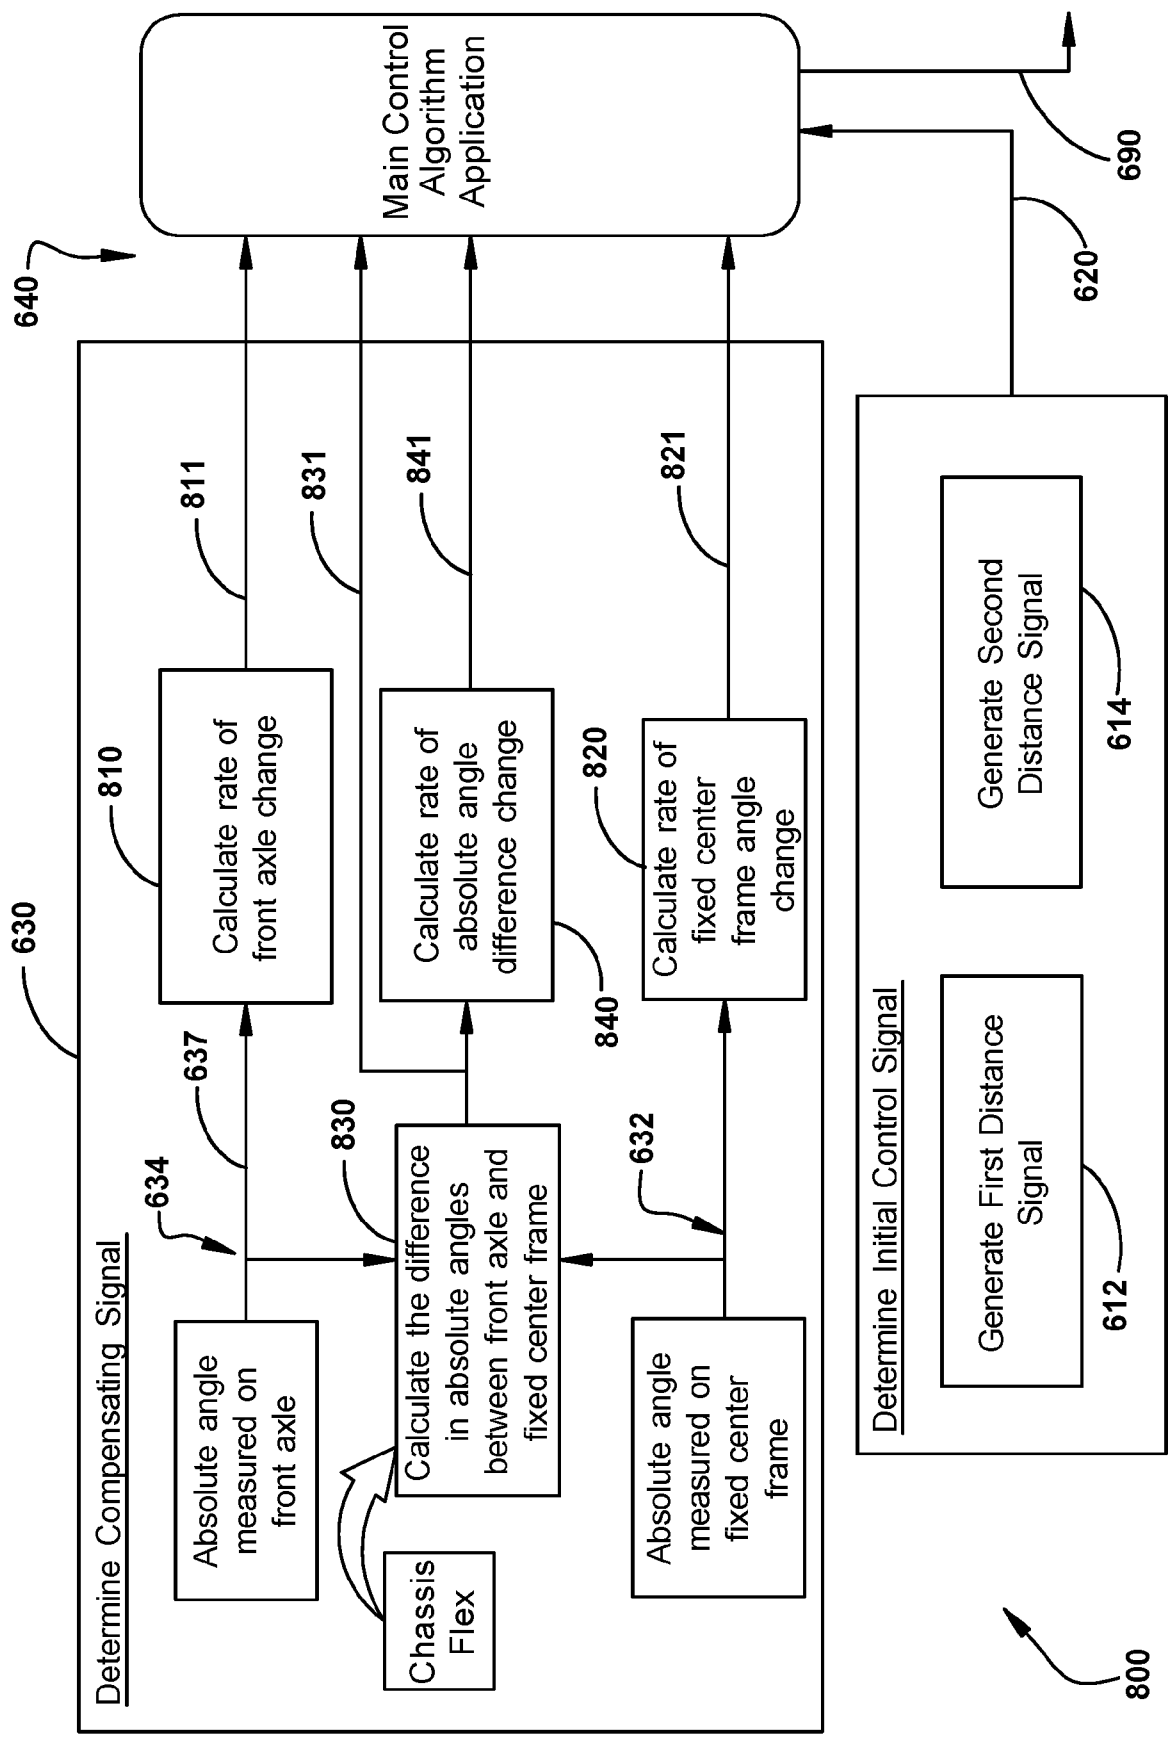 630
Determine Compensating Signal
Absolute angle
measured on
front axle
634
637
810
Calculate rate of
front axle change
811
640
Chassis
Flex
830
Calculate the difference
in absolute angles
between front axle and
fixed center frame
831
Calculate rate of
absolute angle
difference change
840
841
Absolute angle
measured on
fixed center
frame
632
820
Calculate rate of
fixed center
frame angle
change
821
Main Control
Algorithm
Application
Determine Initial Control Signal
Generate First Distance
Signal
612
Generate Second
Distance Signal
614
620
690
800